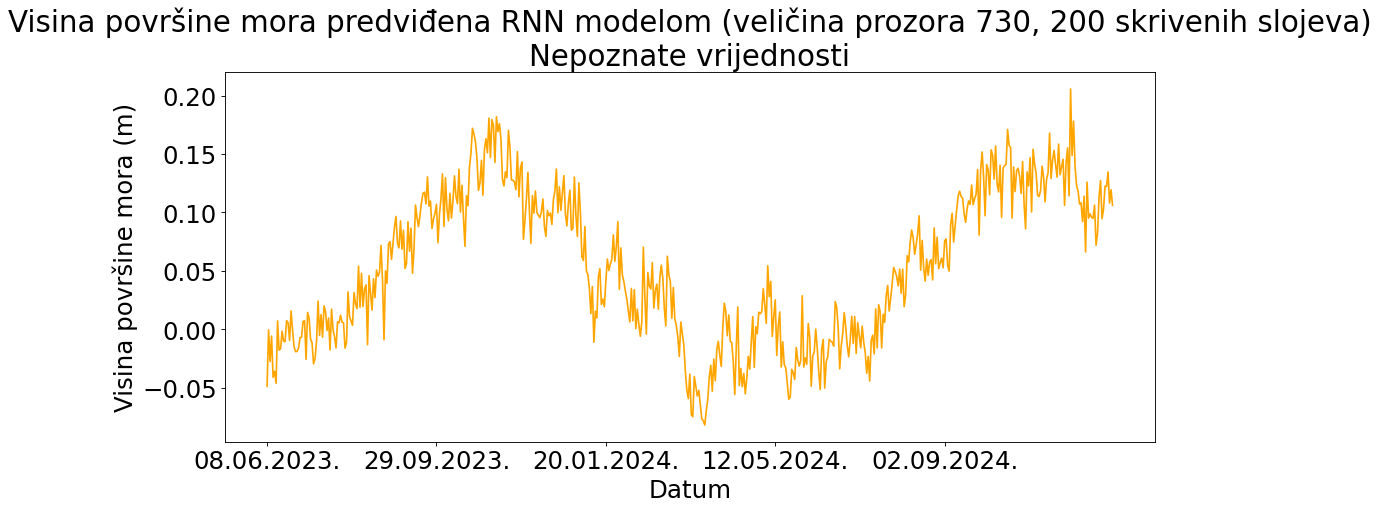 Visina površine mora predviđena RNN modelom (veličina prozora 730, 200 skrivenih slojeva)
Nepoznate vrijednosti
Visina površine mora (m)
0.20
0.15
0.10
0.05
0.00
−0.05
08.06.2023. 29.09.2023. 20.01.2024. 12.05.2024. 02.09.2024.
Datum